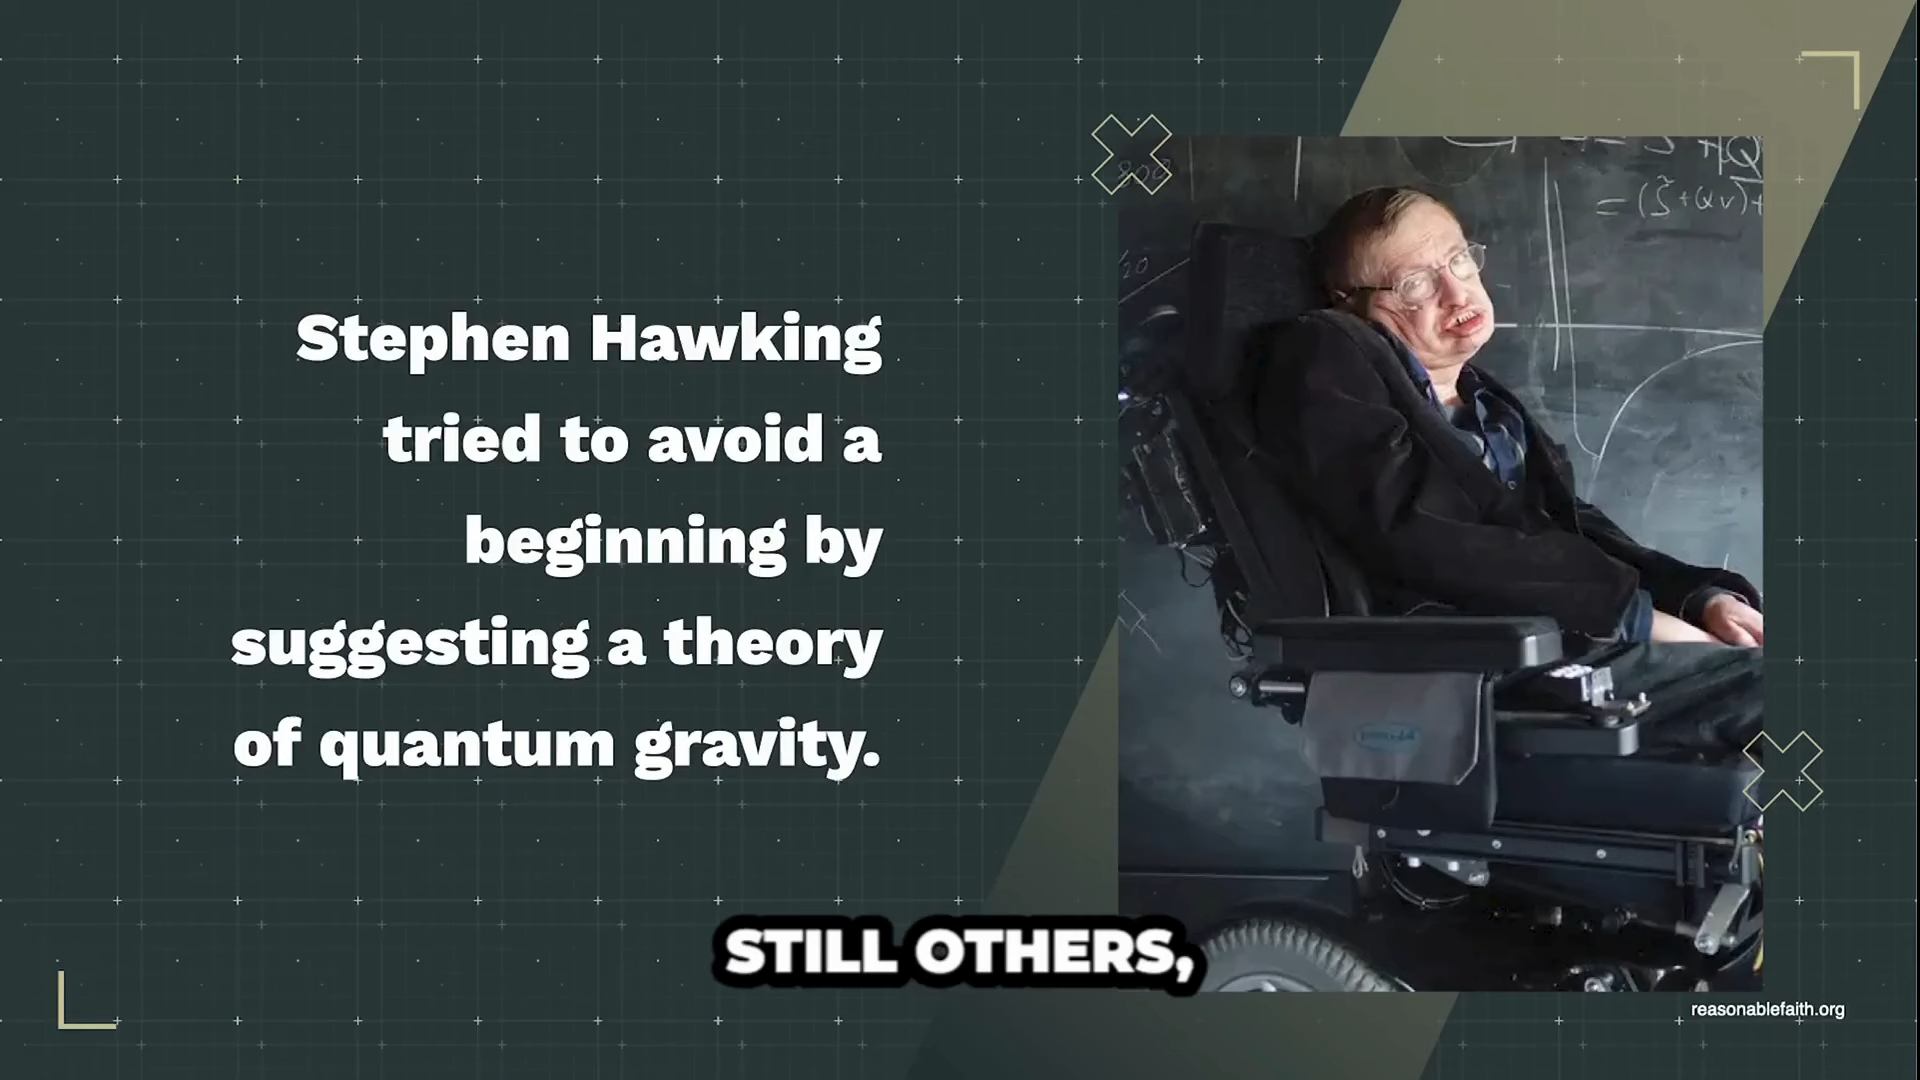 Stephen Hawking
tried to avoid a
beginning by
suggesting a theory
of quantum gravity.
STILL OTHERS,
reasonablefaith.org